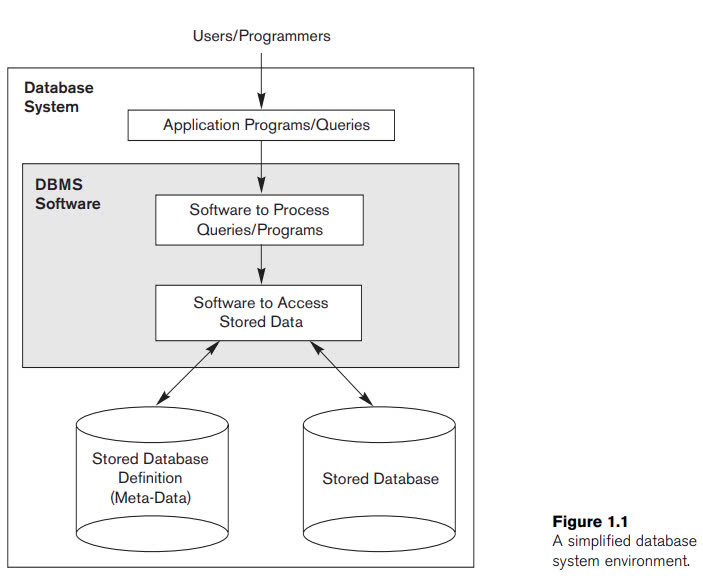 Users/Programmers
Database
System
Application Programs/Queries
DBMS
Software
Software to Process
Queries/Programs
Software to Access
Stored Data
Stored Database
Definition
(Meta-Data)
Stored Database
Figure 1.1
A simplified database
system environment.